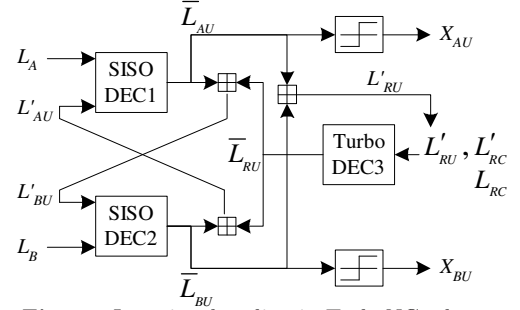 L̅_AU
X_AU
L_A
SISO
DEC1
L'_AU
L'_RU
L̅_RU
Turbo
DEC3
L'_RU , L'_RC
L_RC
L'_BU
SISO
DEC2
L_B
X_BU
L̅_BU